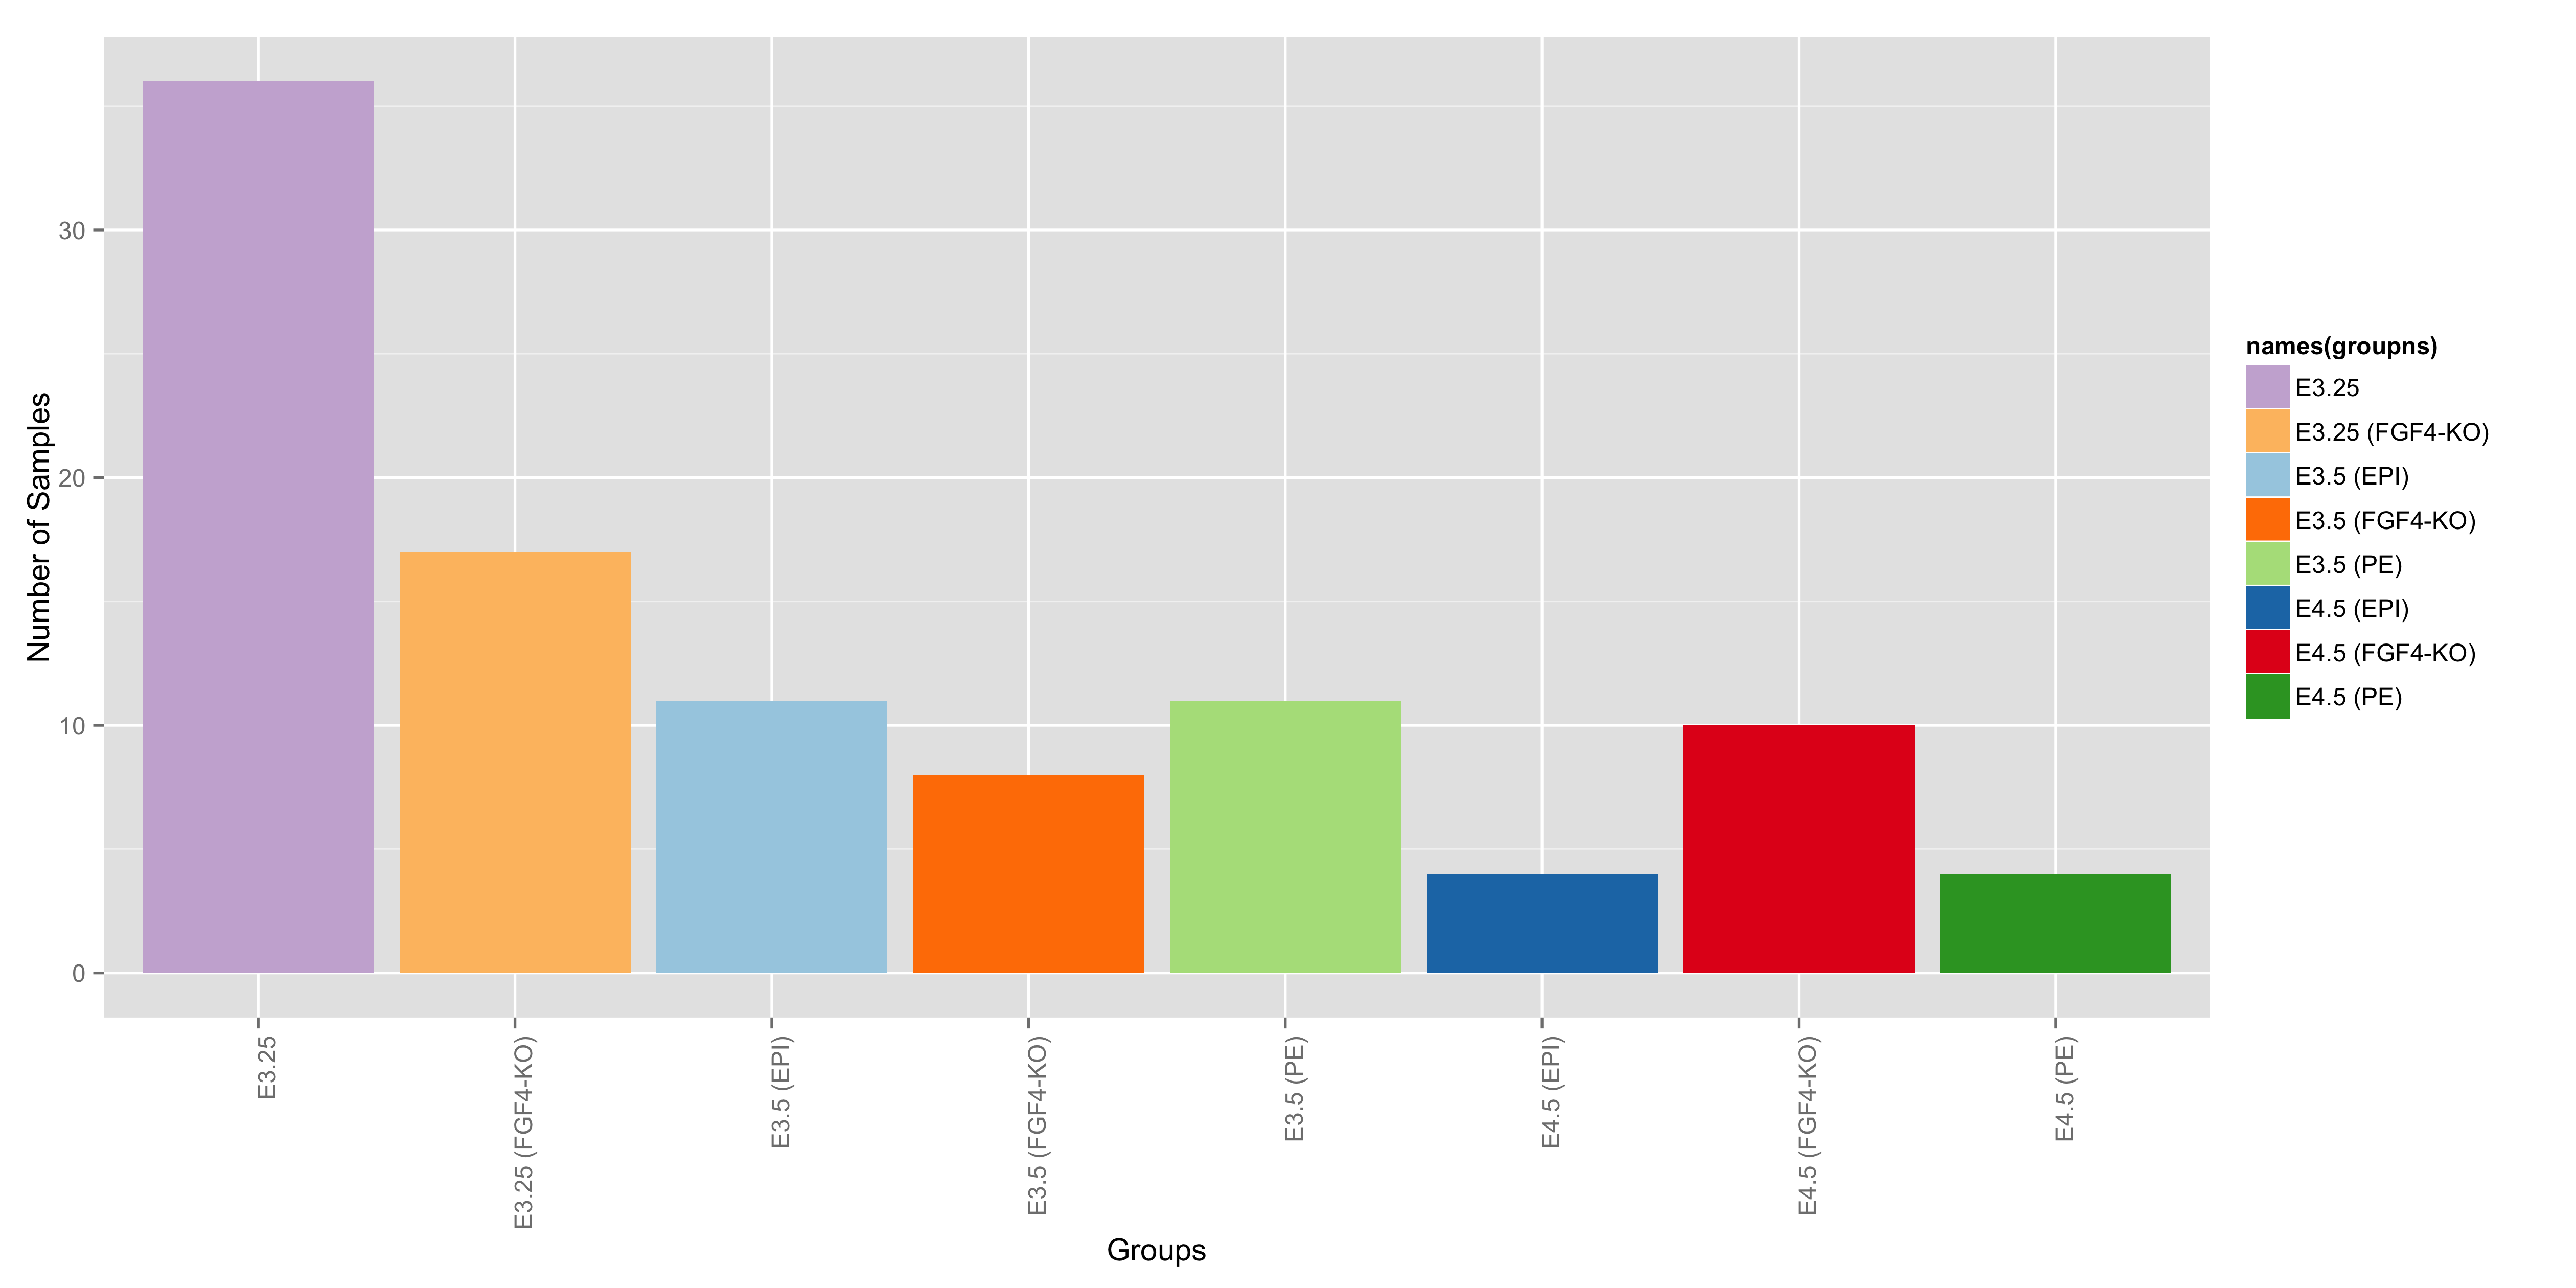 Number of Samples
30
20
10
0
E3.25
E3.25 (FGF4-KO)
E3.5 (EPI)
E3.5 (FGF4-KO)
E3.5 (PE)
E4.5 (EPI)
E4.5 (FGF4-KO)
E4.5 (PE)
Groups
names(groupns)
E3.25
E3.25 (FGF4-KO)
E3.5 (EPI)
E3.5 (FGF4-KO)
E3.5 (PE)
E4.5 (EPI)
E4.5 (FGF4-KO)
E4.5 (PE)